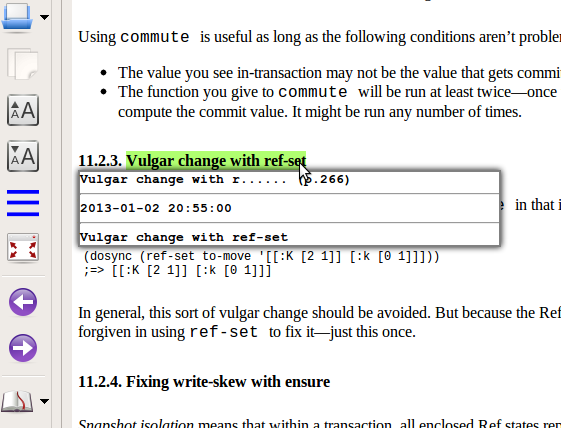 Using commute is useful as long as the following conditions aren't
The value you see in-transaction may not be the value that gets
The function you give to commute will be run at least twice—once
compute the commit value. It might be run any number of times.
11.2.3. Vulgar change with ref-set
Vulgar change with r...... ( .266)
2013-01-02 20:55:00
in that
Vulgar change with ref-set
(dosync (ref-set to-move '[[:K [2 1]] [:k [0 1]]]))
;=> [[:K [2 1]] [:k [0 1]]]
In general, this sort of vulgar change should be avoided. But because the Ref
forgiven in using ref-set to fix it—just this once.
11.2.4. Fixing write-skew with ensure
Snapshot isolation means that within a transaction, all enclosed Ref states
AA
AA